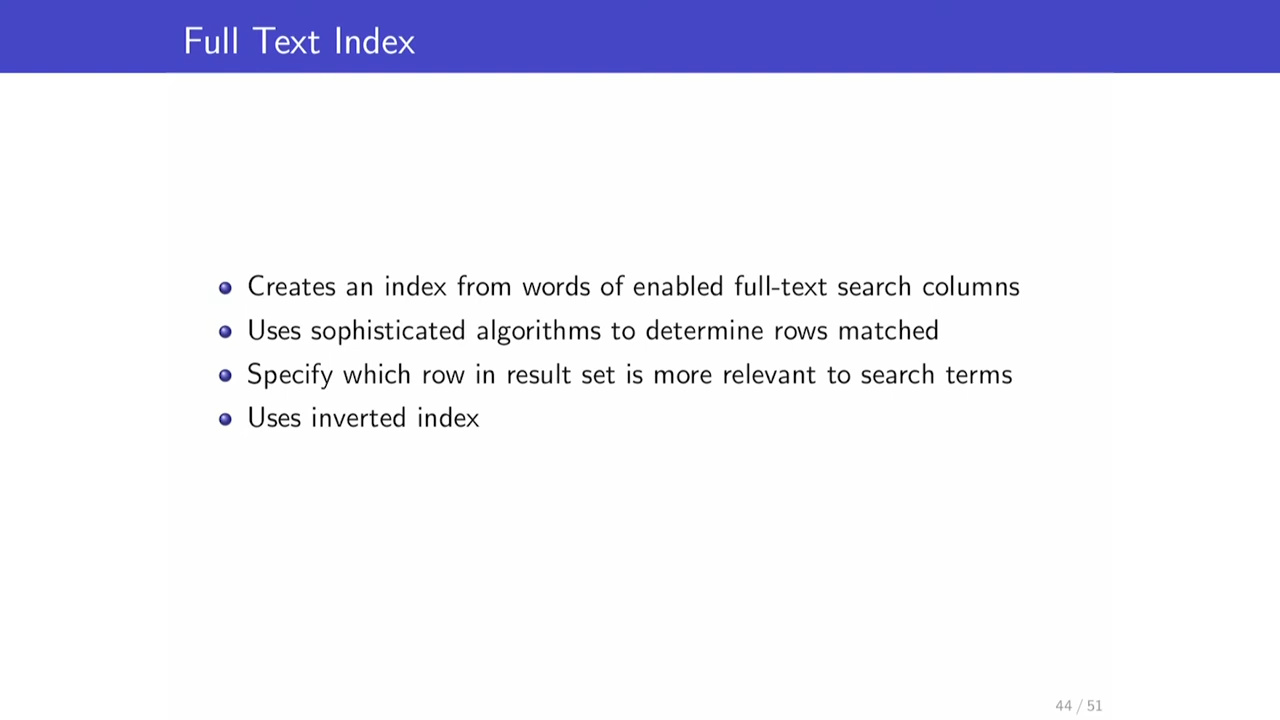 Full Text Index
Creates an index from words of enabled full-text search columns
Uses sophisticated algorithms to determine rows matched
Specify which row in result set is more relevant to search terms
Uses inverted index
44 / 51